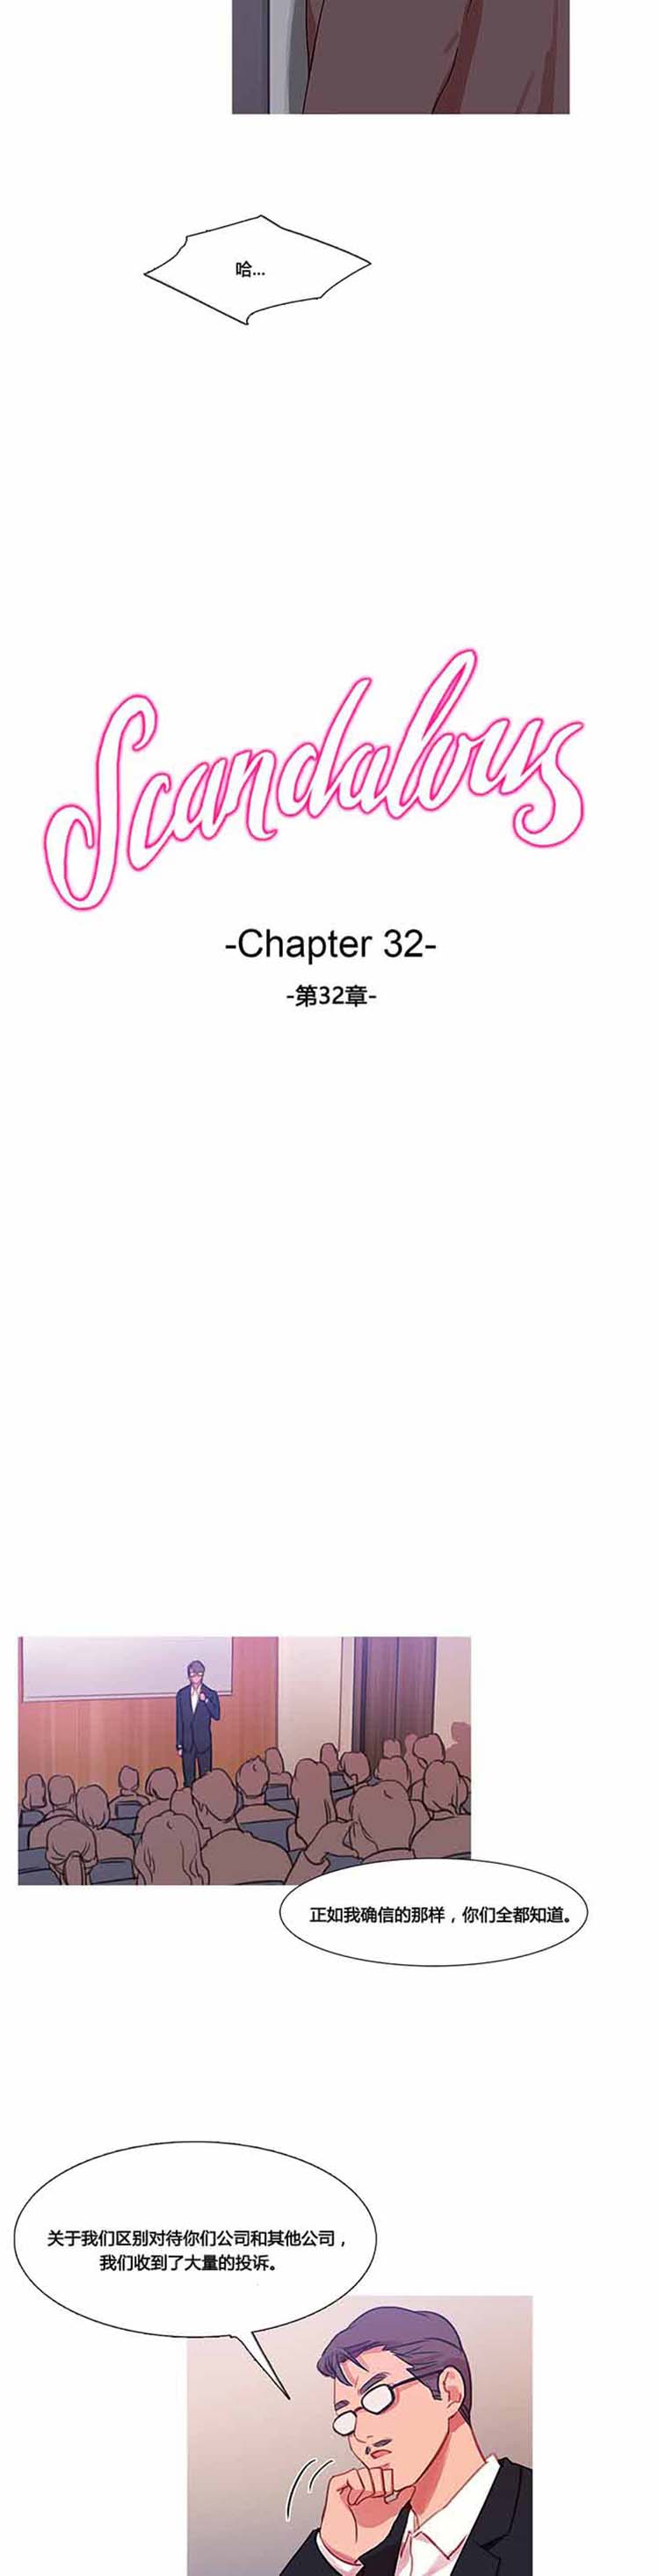 哈...
Scandalous
-Chapter 32-
-第32章-
正如我确信的那样，你们全都知道。
关于我们区别对待你们公司和其他公司，
我们收到了大量的投诉。